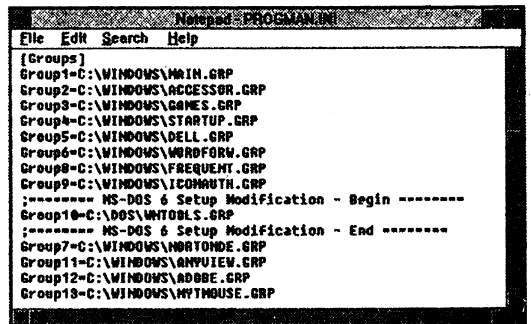 Notepad - PROGMAN.INI
File Edit Search Help
[Groups]
Group1=C:\WINDOWS\MAIN.GRP
Group2=C:\WINDOWS\ACCESSOR.GRP
Group3=C:\WINDOWS\GAMES.GRP
Group4=C:\WINDOWS\STARTUP.GRP
Group5=C:\WINDOWS\DELL.GRP
Group6=C:\WINDOWS\WORDFORW.GRP
Group8=C:\WINDOWS\FREQUENT.GRP
Group9=C:\WINDOWS\ICONAUTH.GRP
;-------- MS-DOS 6 Setup Modification - Begin --------
Group10=C:\DOS\WNTOOLS.GRP
;-------- MS-DOS 6 Setup Modification - End --------
Group7=C:\WINDOWS\NORTONDE.GRP
Group11=C:\WINDOWS\ANYVIEW.GRP
Group12=C:\WINDOWS\ADOBE.GRP
Group13=C:\WINDOWS\MYTMOUSE.GRP